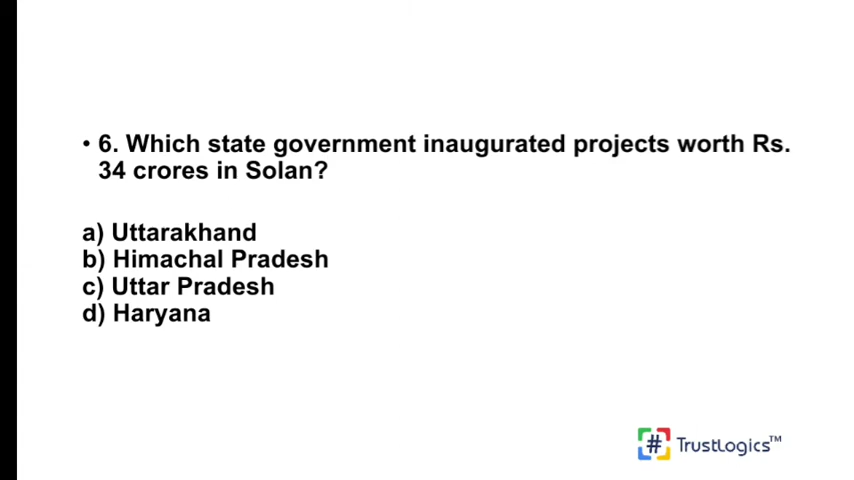 • 6. Which state government inaugurated projects worth Rs.
34 crores in Solan?
a) Uttarakhand
b) Himachal Pradesh
c) Uttar Pradesh
d) Haryana
# TrustLogics™